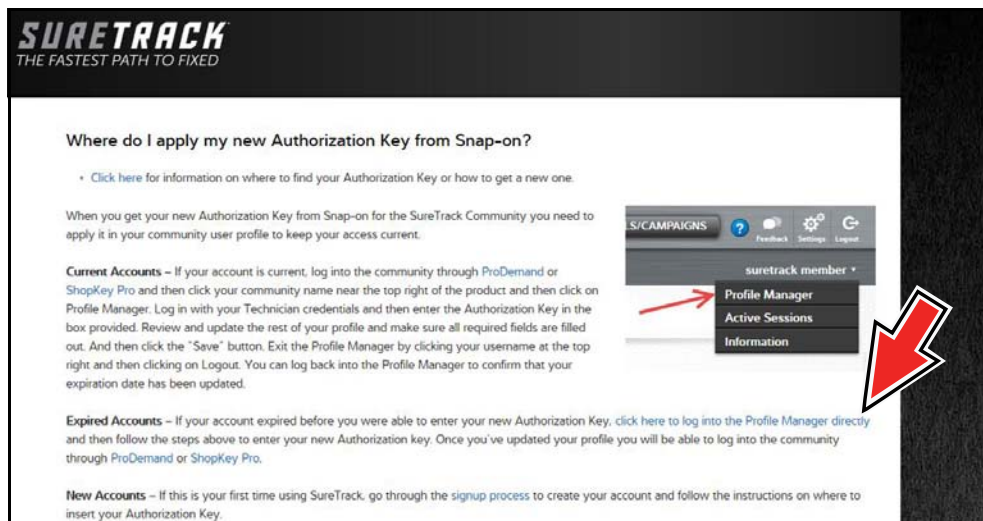 SURETRACK
THE FASTEST PATH TO FIXED
Where do I apply my new Authorization Key from Snap-on?
• Click here for information on where to find your Authorization Key or how to get a new one.
When you get your new Authorization Key from Snap-on for the SureTrack Community you need to
apply it in your community user profile to keep your access current.
Current Accounts – If your account is current, log into the community through ProDemand or
ShopKey Pro and then click your community name near the top right of the product and then click on
Profile Manager. Log in with your Technician credentials and then enter the Authorization Key in the
box provided. Review and update the rest of your profile and make sure all required fields are filled
out. And then click the "Save" button. Exit the Profile Manager by clicking your username at the top
right and then clicking on Logout. You can log back into the Profile Manager to confirm that your
expiration date has been updated.
LS/CAMPAIGNS ? Feedback Settings Logout
suretrack member
Profile Manager
Active Sessions
Information
Expired Accounts – If your account expired before you were able to enter your new Authorization Key, click here to log into the Profile Manager directly
and then follow the steps above to enter your new Authorization key. Once you've updated your profile you will be able to log into the community
through ProDemand or ShopKey Pro.
New Accounts – If this is your first time using SureTrack, go through the signup process to create your account and follow the instructions on where to
insert your Authorization Key.